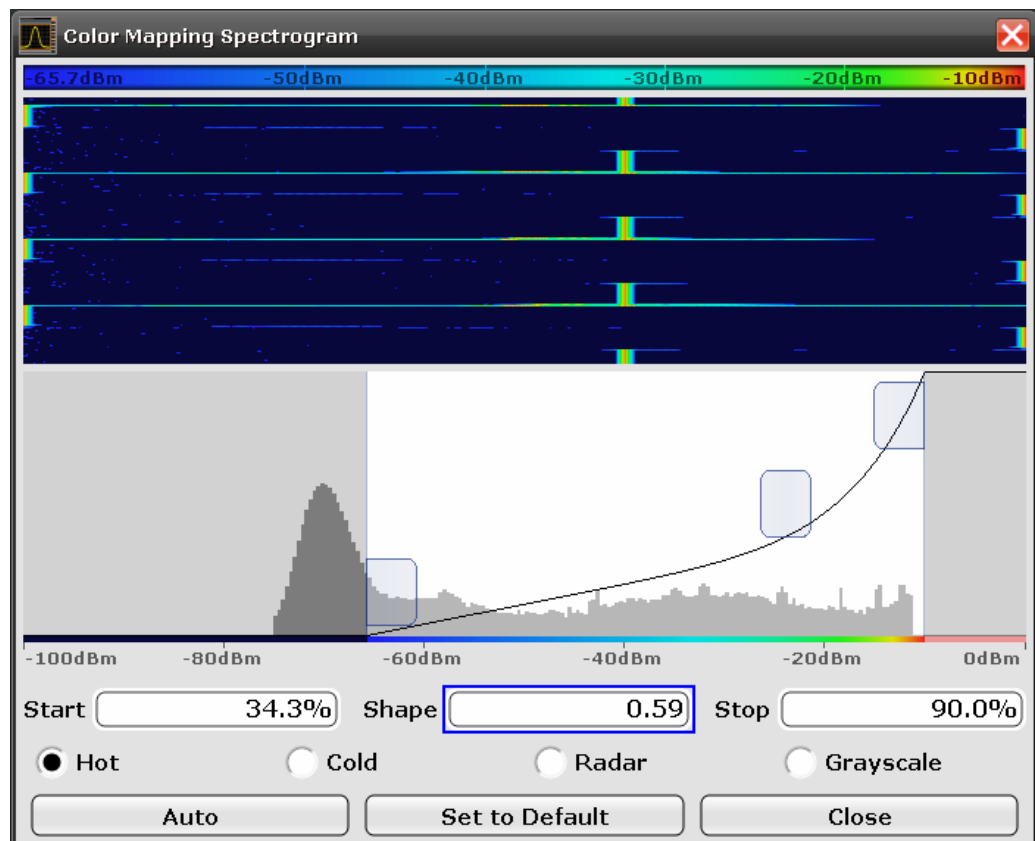 Color Mapping Spectrogram
-65.7dBm -50dBm -40dBm -30dBm -20dBm -10dBm
-100dBm -80dBm -60dBm -40dBm -20dBm 0dBm
Start 34.3% Shape 0.59 Stop 90.0%
Hot Cold Radar Grayscale
Auto Set to Default Close